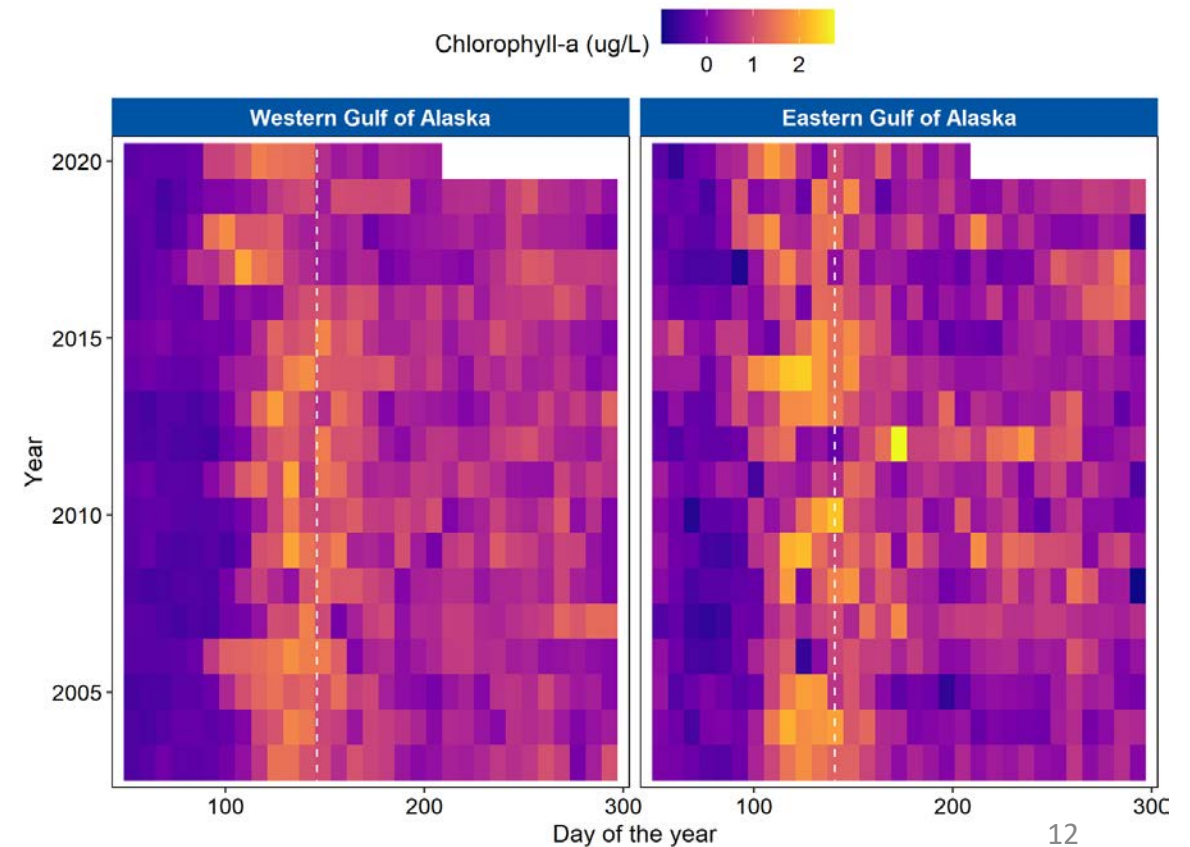 Chlorophyll-a (ug/L)
0 1 2
Western Gulf of Alaska Eastern Gulf of Alaska
2020
2015
2010
2005
Year
100 200 300 100 200 300
Day of the year
12